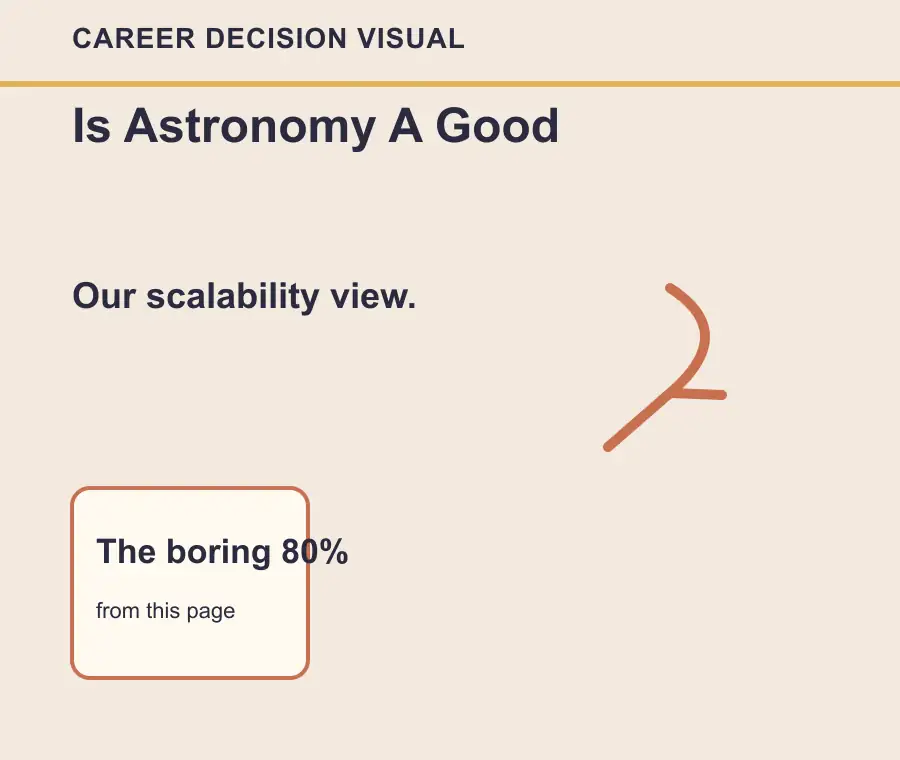 CAREER DECISION VISUAL
Is Astronomy A Good
Our scalability view.
The boring 80%
from this page